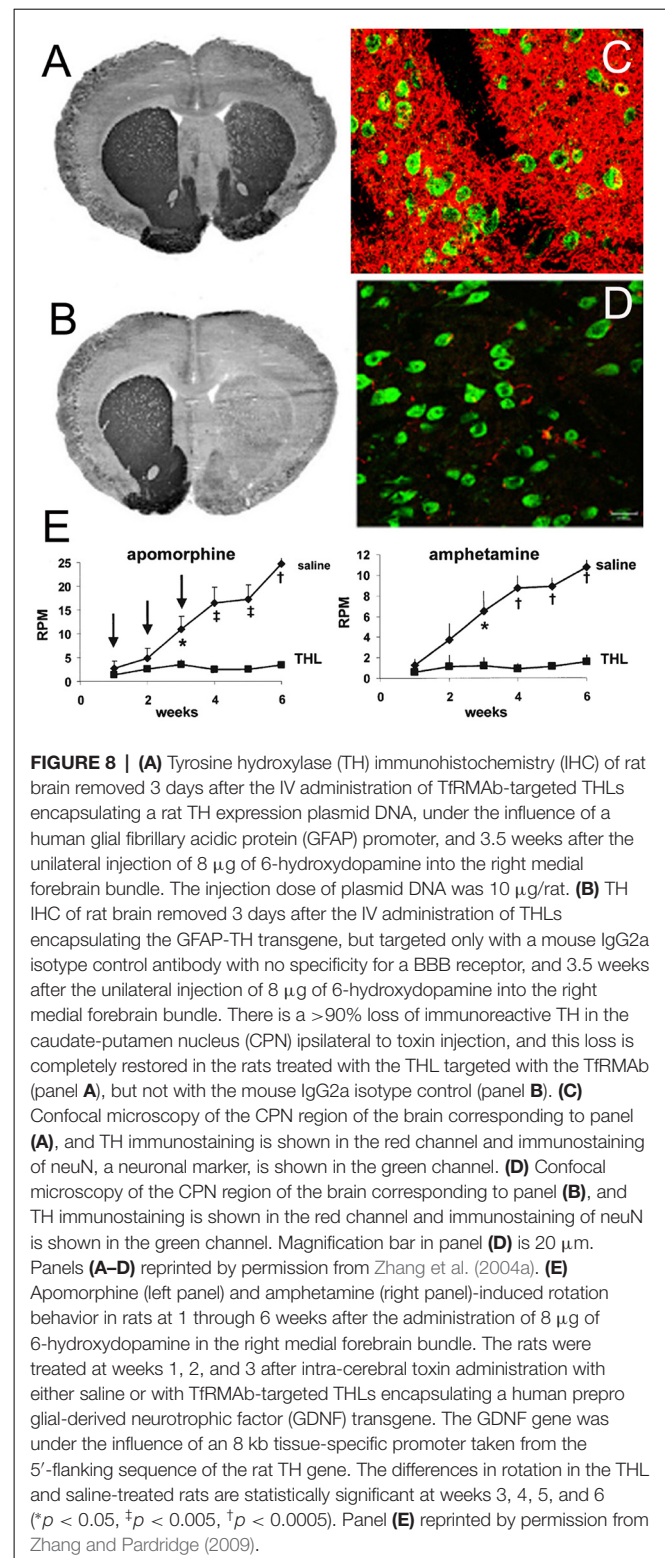 A
C
B
D
E
apomorphine
25
20
15
10
5
0
RPM
saline
†
‡
‡
*
THL
0
2
4
6
weeks
amphetamine
12
10
8
6
4
2
0
RPM
saline
†
†
†
*
THL
0
2
4
6
weeks
FIGURE 8 | (A) Tyrosine hydroxylase (TH) immunohistochemistry (IHC) of rat
brain removed 3 days after the IV administration of TfRMAb-targeted THLs
encapsulating a rat TH expression plasmid DNA, under the influence of a
human glial fibrillary acidic protein (GFAP) promoter, and 3.5 weeks after the
unilateral injection of 8 μg of 6-hydroxydopamine into the right medial
forebrain bundle. The injection dose of plasmid DNA was 10 μg/rat. (B) TH
IHC of rat brain removed 3 days after the IV administration of THLs
encapsulating the GFAP-TH transgene, but targeted only with a mouse IgG2a
isotype control antibody with no specificity for a BBB receptor, and 3.5 weeks
after the unilateral injection of 8 μg of 6-hydroxydopamine into the right
medial forebrain bundle. There is a >90% loss of immunoreactive TH in the
caudate-putamen nucleus (CPN) ipsilateral to toxin injection, and this loss is
completely restored in the rats treated with the THL targeted with the TfRMAb
(panel A), but not with the mouse IgG2a isotype control (panel B). (C)
Confocal microscopy of the CPN region of the brain corresponding to panel
(A), and TH immunostaining is shown in the red channel and immunostaining
of neuN, a neuronal marker, is shown in the green channel. (D) Confocal
microscopy of the CPN region of the brain corresponding to panel (B), and
TH immunostaining is shown in the red channel and immunostaining of neuN
is shown in the green channel. Magnification bar in panel (D) is 20 μm.
Panels (A–D) reprinted by permission from Zhang et al. (2004a). (E)
Apomorphine (left panel) and amphetamine (right panel)-induced rotation
behavior in rats at 1 through 6 weeks after the administration of 8 μg of
6-hydroxydopamine in the right medial forebrain bundle. The rats were
treated at weeks 1, 2, and 3 after intra-cerebral toxin administration with
either saline or with TfRMAb-targeted THLs encapsulating a human prepro
glial-derived neurotrophic factor (GDNF) transgene. The GDNF gene was
under the influence of an 8 kb tissue-specific promoter taken from the
5′-flanking sequence of the rat TH gene. The differences in rotation in the THL
and saline-treated rats are statistically significant at weeks 3, 4, 5, and 6
(*p < 0.05, ‡p < 0.005, †p < 0.0005). Panel (E) reprinted by permission from
Zhang and Pardridge (2009).